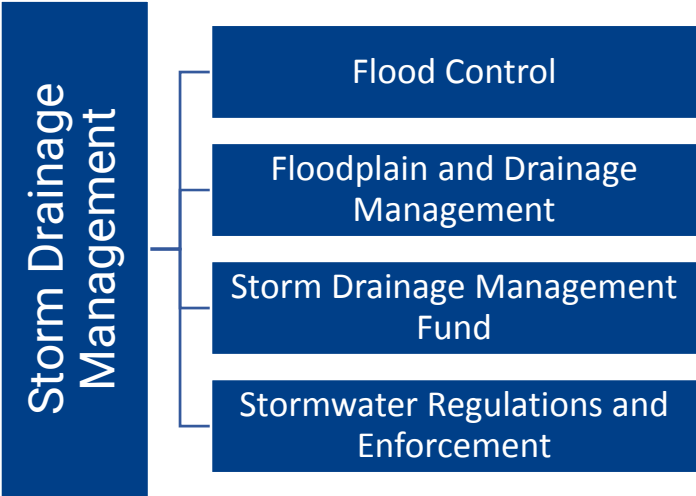 Storm Drainage
Management
Flood Control
Floodplain and Drainage
Management
Storm Drainage Management
Fund
Stormwater Regulations and
Enforcement